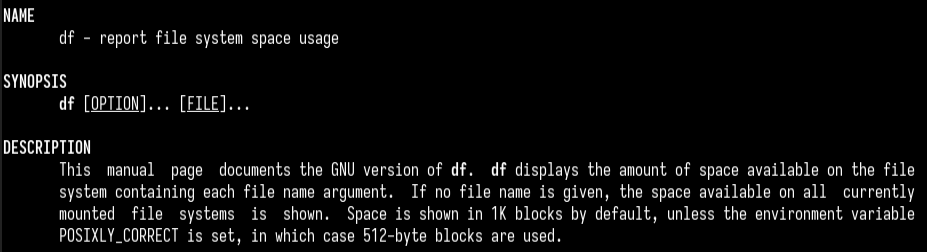 NAME
df - report file system space usage
SYNOPSIS
df [OPTION]... [FILE]...
DESCRIPTION
This manual page documents the GNU version of df. df displays the amount of space available on the file
system containing each file name argument. If no file name is given, the space available on all currently
mounted file systems is shown. Space is shown in 1K blocks by default, unless the environment variable
POSIXLY_CORRECT is set, in which case 512-byte blocks are used.